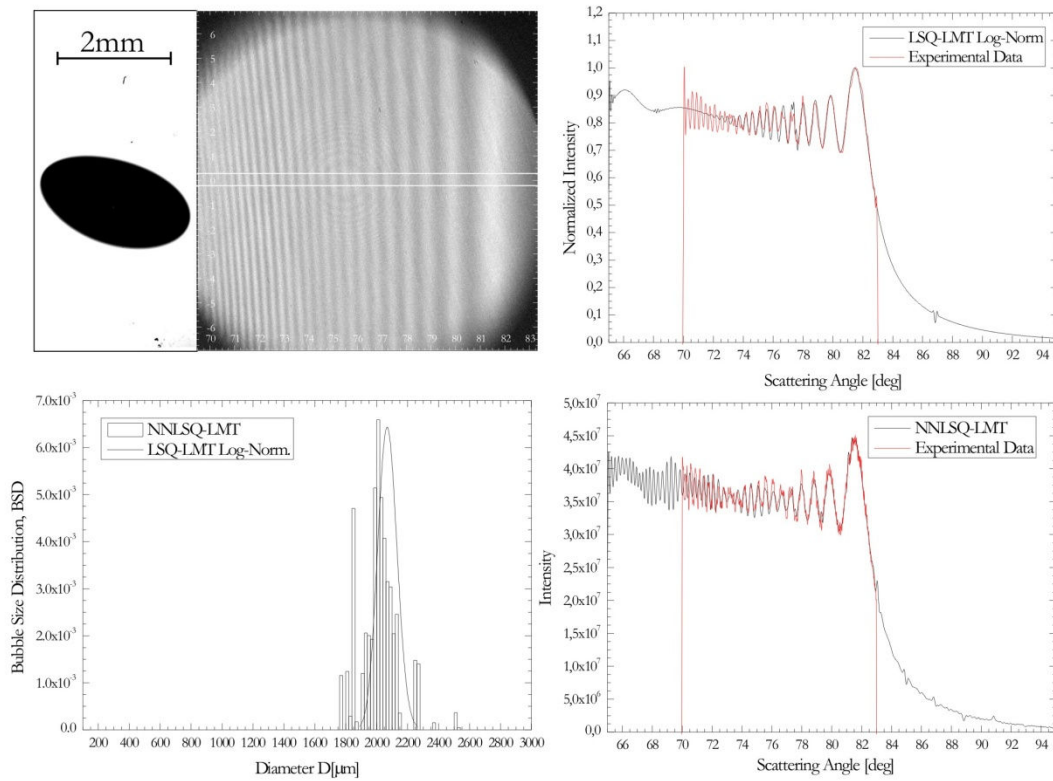 2mm
6
5
4
3
2
1
0
-1
-2
-3
-4
-5
-6
70 71 72 73 74 75 76 77 78 79 80 81 82 83
1,2
1,1
1,0
0,9
0,8
0,7
0,6
0,5
0,4
0,3
0,2
0,1
0,0
Normalized Intensity
LSQ-LMT Log-Norm
Experimental Data
66 68 70 72 74 76 78 80 82 84 86 88 90 92 94
Scattering Angle [deg]
7.0x10-3
6.0x10-3
5.0x10-3
4.0x10-3
3.0x10-3
2.0x10-3
1.0x10-3
0.0
Bubble Size Distribution, BSD
NNLSQ-LMT
LSQ-LMT Log-Norm.
200 400 600 800 1000 1200 1400 1600 1800 2000 2200 2400 2600 2800 3000
Diameter D[µm]
5,0x10⁷
4,5x10⁷
4,0x10⁷
3,5x10⁷
3,0x10⁷
2,5x10⁷
2,0x10⁷
1,5x10⁷
1,0x10⁷
5,0x10⁶
0,0
Intensity
NNLSQ-LMT
Experimental Data
66 68 70 72 74 76 78 80 82 84 86 88 90 92 94
Scattering Angle [deg]